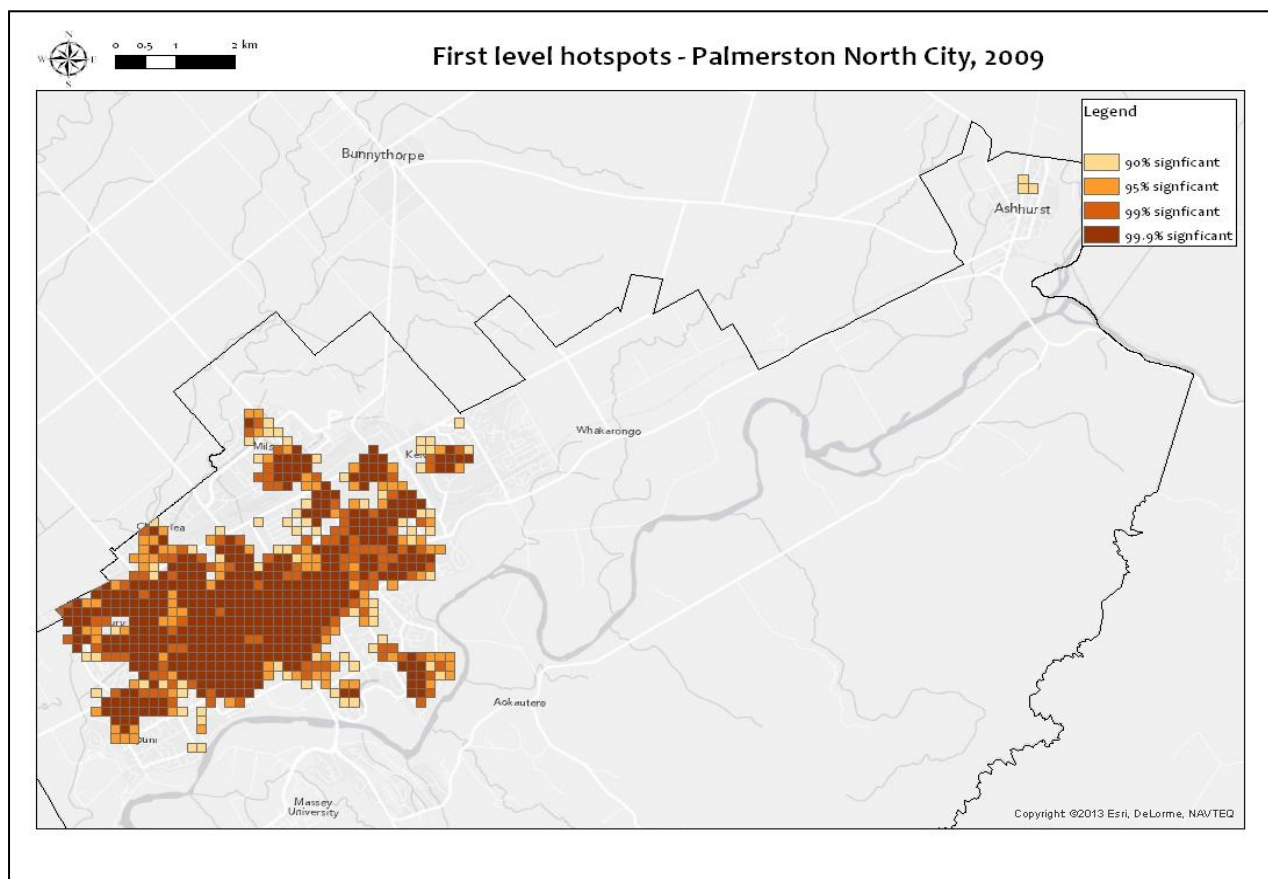 N
W
E
S
0 0.5 1 2 km
First level hotspots - Palmerston North City, 2009
Legend
90% signficant
95% signficant
99% signficant
99.9% signficant
Bunnythorpe
Ashhurst
Whakarongo
Aokautere
Massey
University
Copyright ©2013 Esri, DeLorme, NAVTEQ